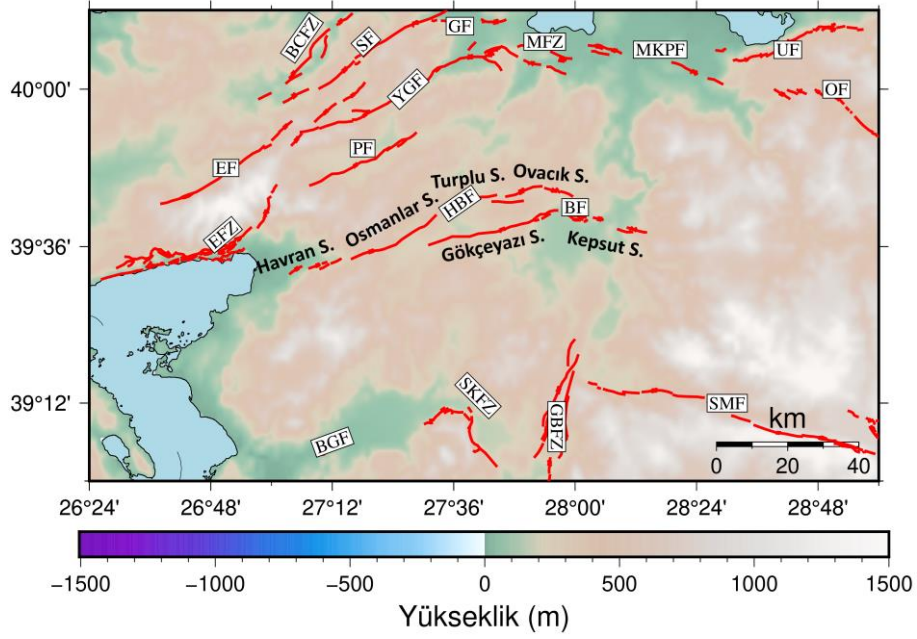 BCFZ
SF
GF
MFZ
MKPF
UF
40°00'
YGF
OF
PF
EF
Turplu S. Ovacık S.
HBF
BF
Osmanlar S.
39°36'
EFZ
Havran S.
Gökçeyazı S.
Kepsut S.
39°12'
SKFZ
GBFZ
SMF
BGF
km
0 20 40
26°24' 26°48' 27°12' 27°36' 28°00' 28°24' 28°48'
−1500 −1000 −500 0 500 1000 1500
Yükseklik (m)